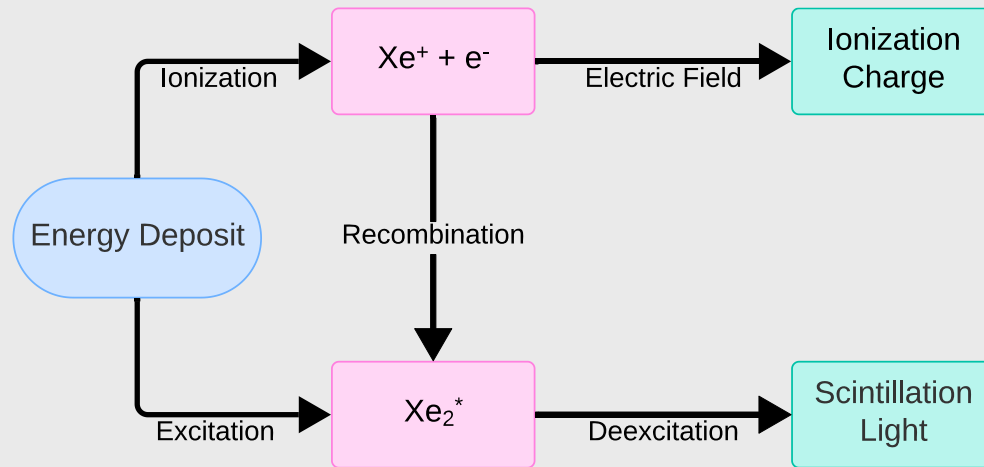 Xe⁺ + e⁻
Ionization
Charge
Ionization
Electric Field
Energy Deposit
Recombination
Xe₂*
Scintillation
Light
Excitation
Deexcitation